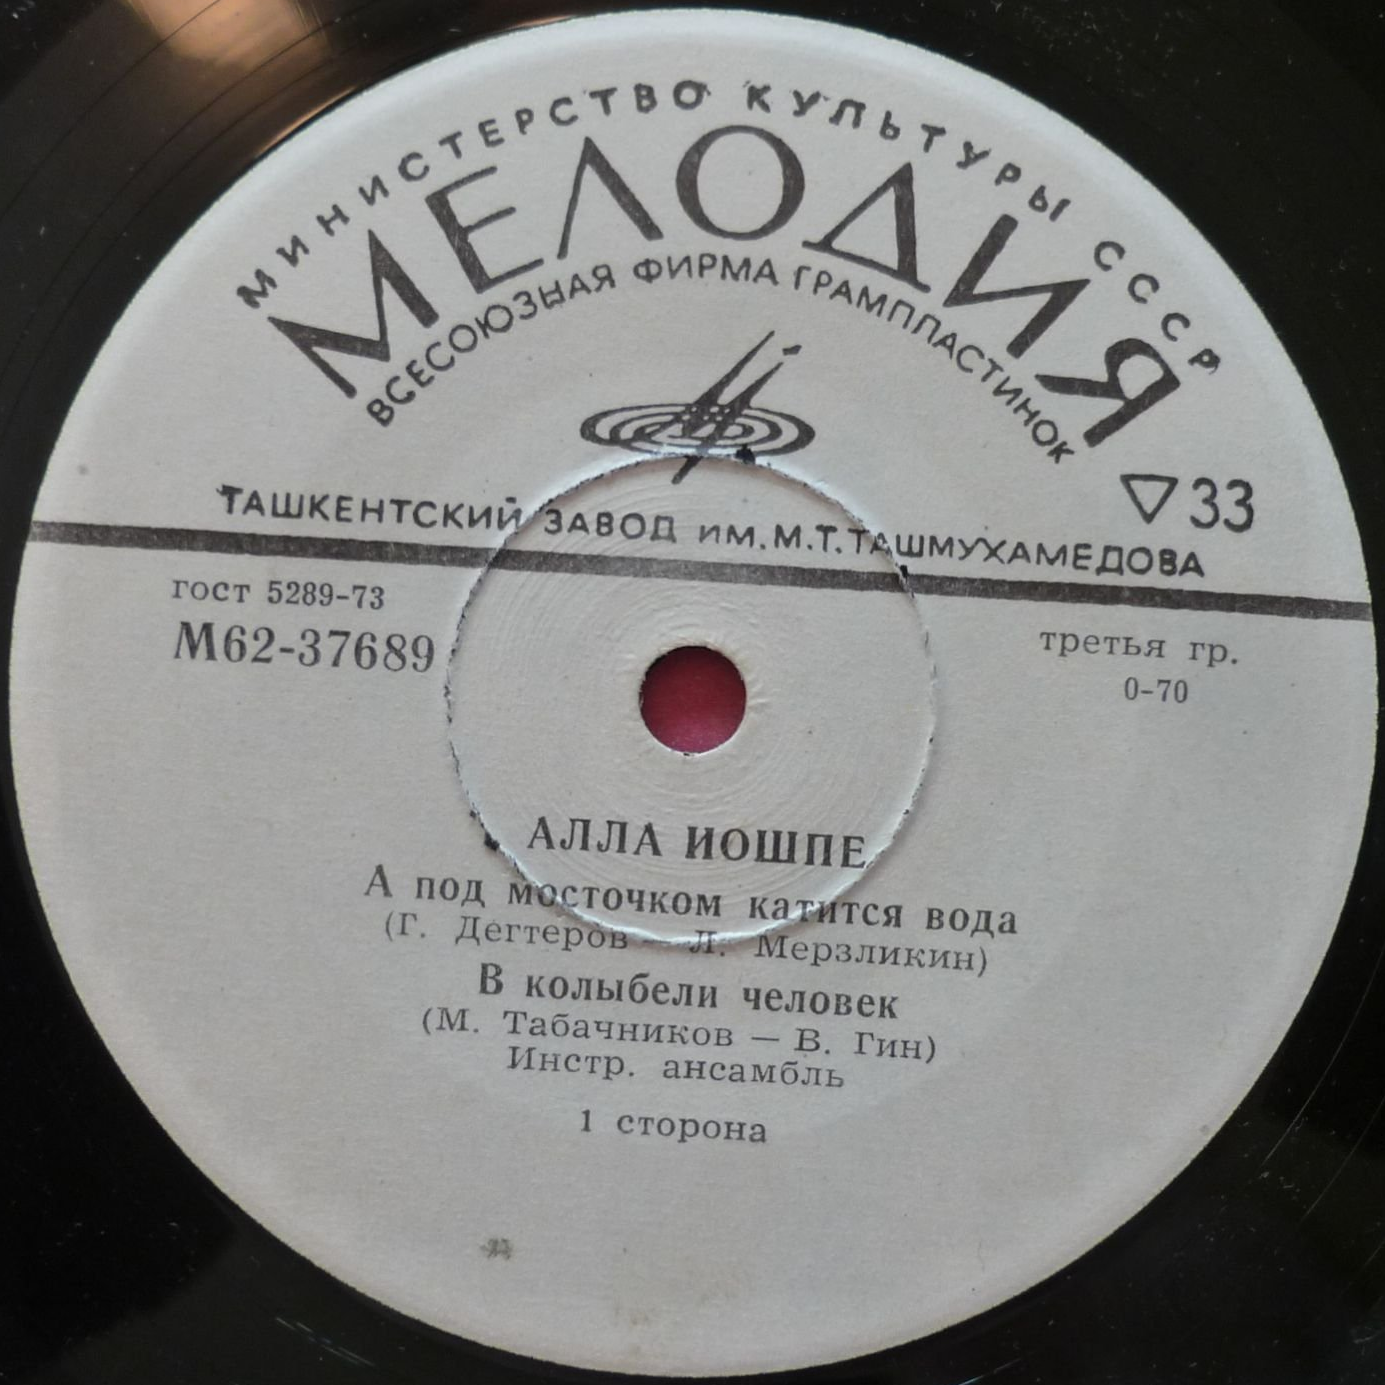 МИНИСТЕРСТВО КУЛЬТУРЫ СССР
МЕЛОДИЯ
ВСЕСОЮЗНАЯ ФИРМА ГРАМПЛАСТИНОК
33
ТАШКЕНТСКИЙ ЗАВОД ИМ.М.Т.ТАШМУХАМЕДОВА
гост 5289-73
М62-37689
третья гр.
0-70
АЛЛА ИОШПЕ
А под мосточком катится вода
(Г. Дегтеров — Л. Мерзликин)
В колыбели человек
(М. Табачников — В. Гин)
Инстр. ансамбль
1 сторона